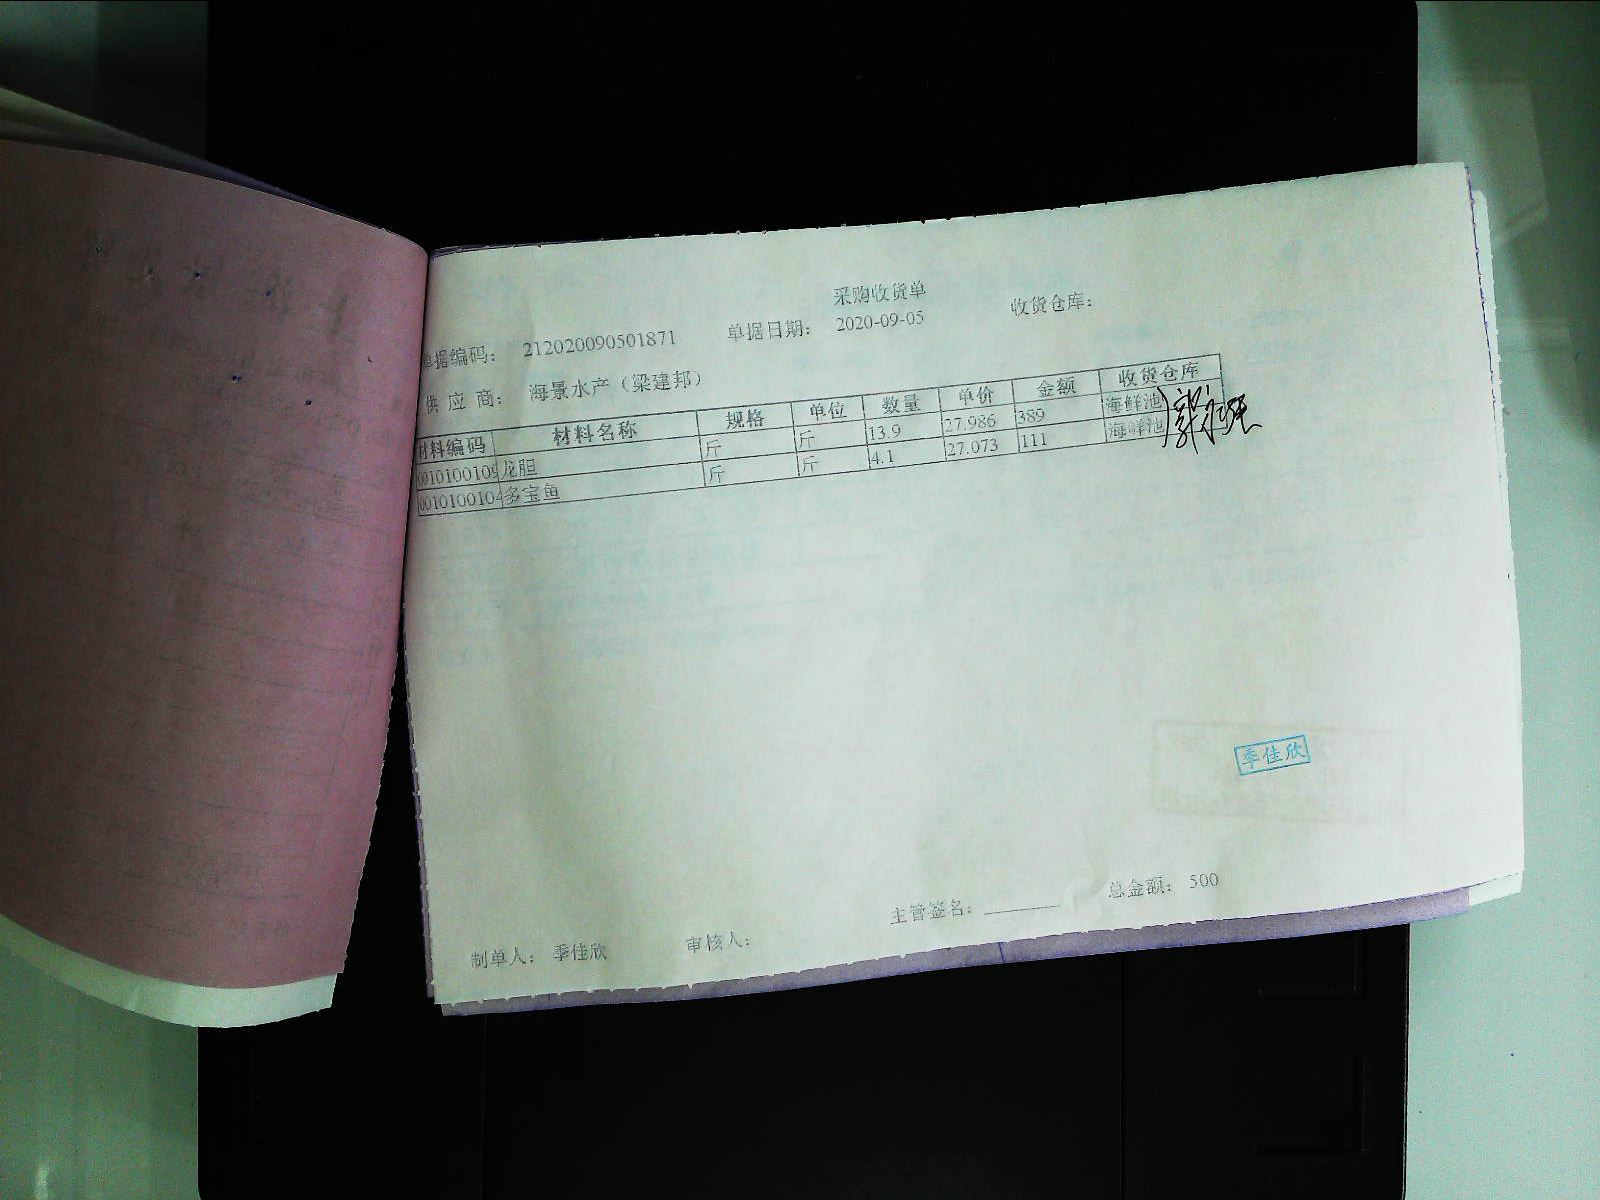 采购收货单
单据编码： 212020090501871 单据日期： 2020-09-05 收货仓库：
供 应 商： 海景水产（梁建邦）
材料编码 材料名称 规格 单位 数量 单价 金额 收货仓库
0010100109 龙胆 斤 斤 13.9 27.986 389 海鲜池
0010100104 多宝鱼 斤 斤 4.1 27.073 111 海鲜池
季佳欣
制单人： 季佳欣 审核人： 主管签名： 总金额： 500